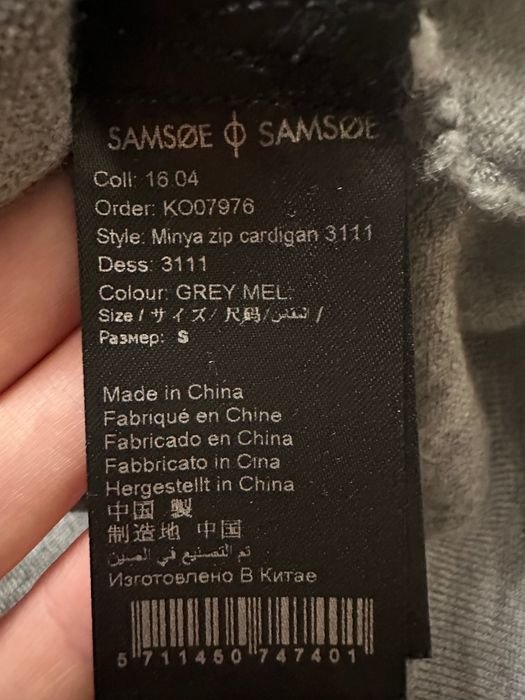 SAMSØE ϕ SAMSØE
Coll: 16.04
Order: KO07976
Style: Minya zip cardigan 3111
Dess: 3111
Colour: GREY MEL.
Size / サイズ/ 尺码/المقاس /
Размер: S
Made in China
Fabriqué en Chine
Fabricado en China
Fabbricato in Cina
Hergestellt in China
中国 製
制造地 中国
تم التصنيع في الصين
Изготовлено В Китае
5 711450 747401